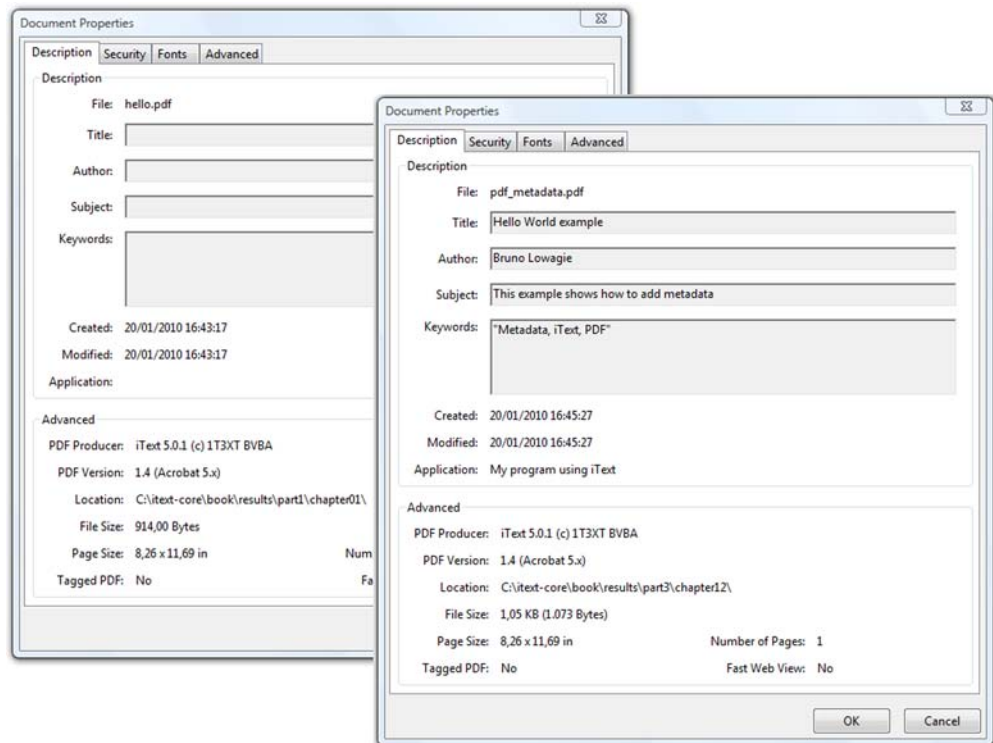 Document Properties
Description Security Fonts Advanced
Description
File: hello.pdf
Title:
Author:
Subject:
Keywords:
Created: 20/01/2010 16:43:17
Modified: 20/01/2010 16:43:17
Application:
Advanced
PDF Producer: iText 5.0.1 (c) 1T3XT BVBA
PDF Version: 1.4 (Acrobat 5.x)
Location: C:\itext-core\book\results\part1\chapter01\
File Size: 914,00 Bytes
Page Size: 8,26 x 11,69 in Num
Tagged PDF: No Fa
Document Properties
Description Security Fonts Advanced
Description
File: pdf_metadata.pdf
Title: Hello World example
Author: Bruno Lowagie
Subject: This example shows how to add metadata
Keywords: "Metadata, iText, PDF"
Created: 20/01/2010 16:45:27
Modified: 20/01/2010 16:45:27
Application: My program using iText
Advanced
PDF Producer: iText 5.0.1 (c) 1T3XT BVBA
PDF Version: 1.4 (Acrobat 5.x)
Location: C:\itext-core\book\results\part3\chapter12\
File Size: 1,05 KB (1.073 Bytes)
Page Size: 8,26 x 11,69 in Number of Pages: 1
Tagged PDF: No Fast Web View: No
OK Cancel